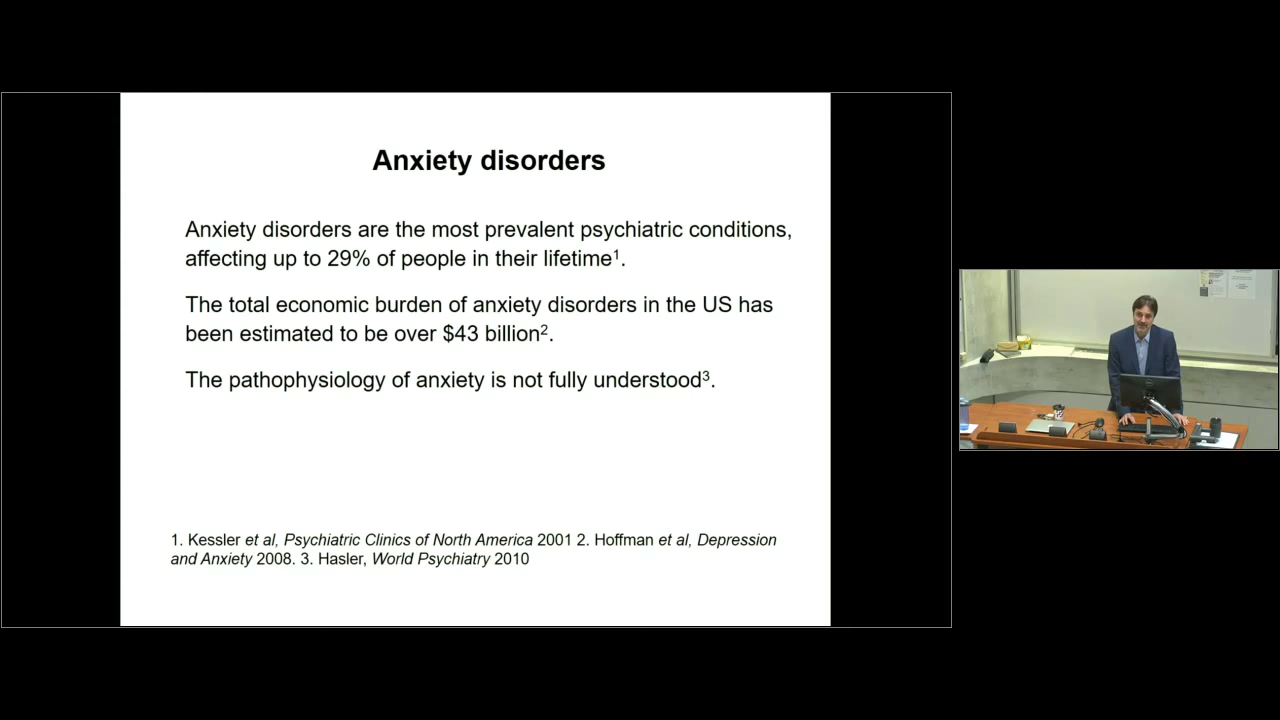 Anxiety disorders
Anxiety disorders are the most prevalent psychiatric conditions,
affecting up to 29% of people in their lifetime¹.
The total economic burden of anxiety disorders in the US has
been estimated to be over $43 billion².
The pathophysiology of anxiety is not fully understood³.
1. Kessler et al, Psychiatric Clinics of North America 2001 2. Hoffman et al, Depression
and Anxiety 2008. 3. Hasler, World Psychiatry 2010